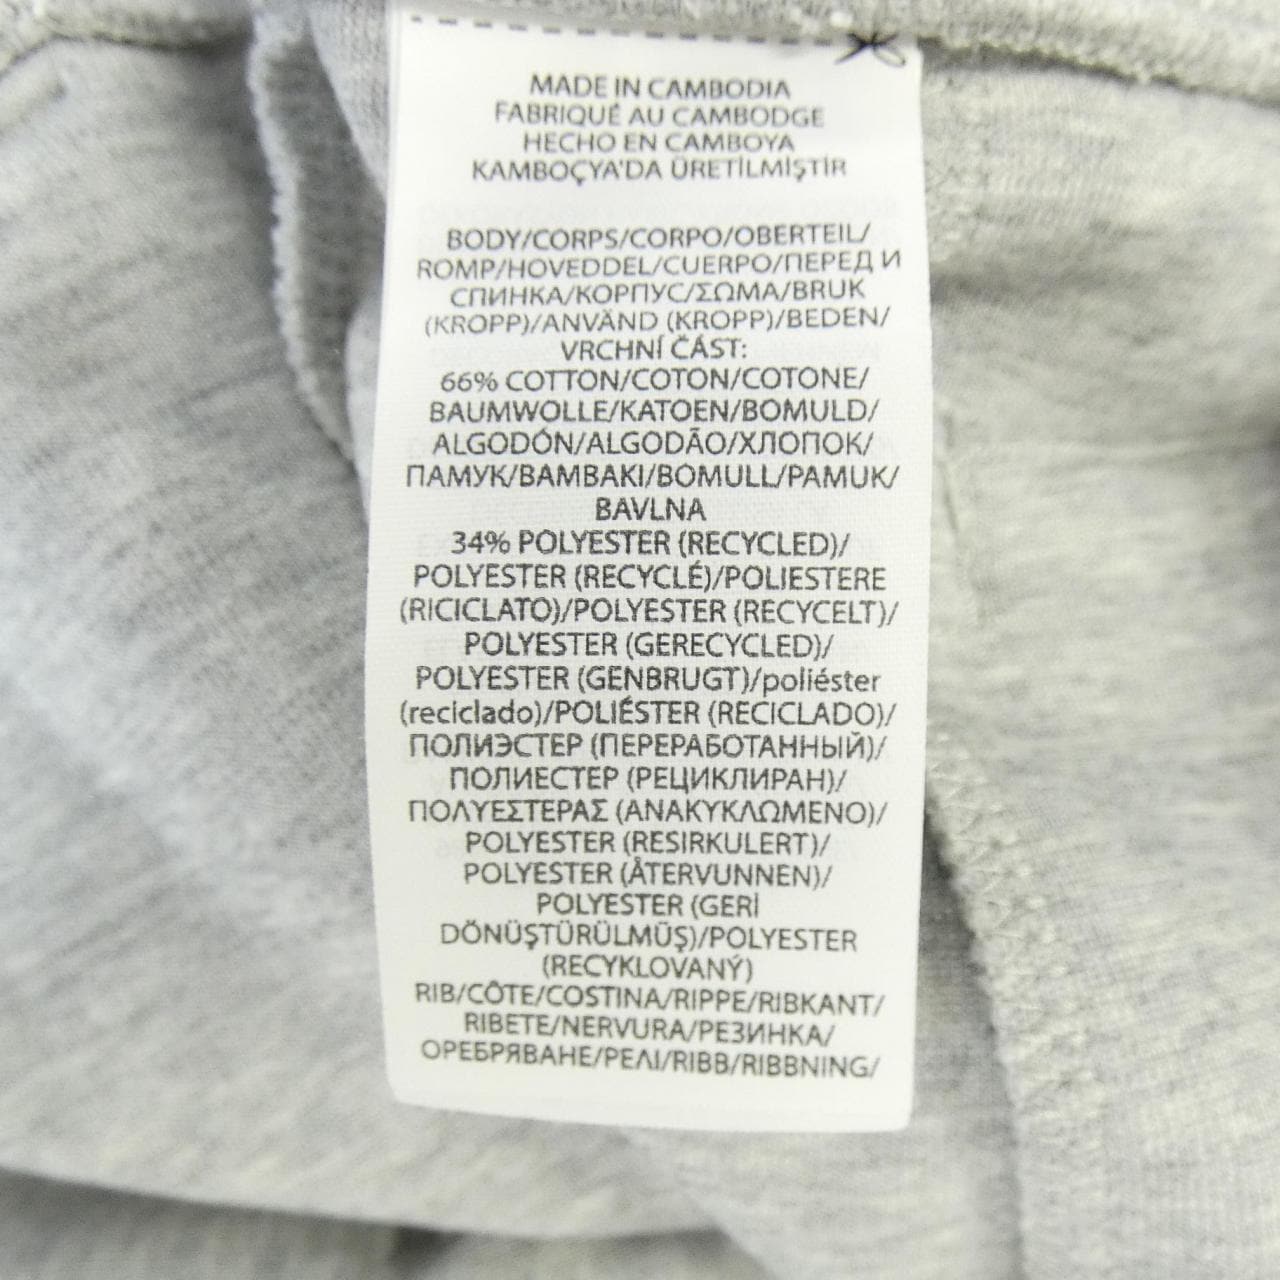 MADE IN CAMBODIA
FABRIQUÉ AU CAMBODGE
HECHO EN CAMBOYA
KAMBOÇYA'DA ÜRETİLMİŞTİR
BODY/CORPS/CORPO/OBERTEIL/
ROMP/HOVEDDEL/CUERPO/ПЕРЕД И
СПИНКА/КОРПУС/ΣΩΜΑ/BRUK
(KROPP)/ANVÄND (KROPP)/BEDEN/
VRCHNÍ ČÁST:
66% COTTON/COTON/COTONE/
BAUMWOLLE/KATOEN/BOMULD/
ALGODÓN/ALGODÃO/ХЛОПОК/
ПАМУК/BAMBAKI/BOMULL/PAMUK/
BAVLNA
34% POLYESTER (RECYCLED)/
POLYESTER (RECYCLÉ)/POLIESTERE
(RICICLATO)/POLYESTER (RECYCELT)/
POLYESTER (GERECYCLED)/
POLYESTER (GENBRUGT)/poliéster
(reciclado)/POLIÉSTER (RECICLADO)/
ПОЛИЭСТЕР (ПЕРЕРАБОТАННЫЙ)/
ПОЛИЕСТЕР (РЕЦИКЛИРАН)/
ΠΟΛΥΕΣΤΕΡΑΣ (ΑΝΑΚΥΚΛΩΜΕΝΟ)/
POLYESTER (RESIRKULERT)/
POLYESTER (ÅTERVUNNEN)/
POLYESTER (GERİ
DÖNÜŞTÜRÜLMÜŞ)/POLYESTER
(RECYKLOVANÝ)
RIB/CÔTE/COSTINA/RIPPE/RIBKANT/
RIBETE/NERVURA/РЕЗИНКА/
ОРЕБРЯВАНЕ/ΡΕΛΙ/RIBB/RIBBNING/